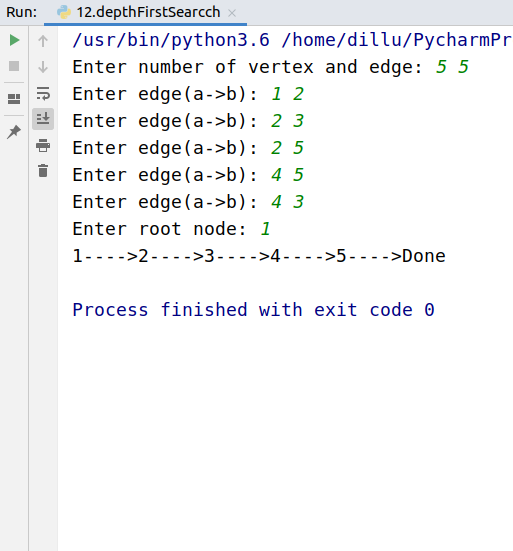 Run: 12.depthFirstSearcch
/usr/bin/python3.6 /home/dillu/PycharmPr
Enter number of vertex and edge: 5 5
Enter edge(a->b): 1 2
Enter edge(a->b): 2 3
Enter edge(a->b): 2 5
Enter edge(a->b): 4 5
Enter edge(a->b): 4 3
Enter root node: 1
1---->2---->3---->4---->5---->Done
Process finished with exit code 0